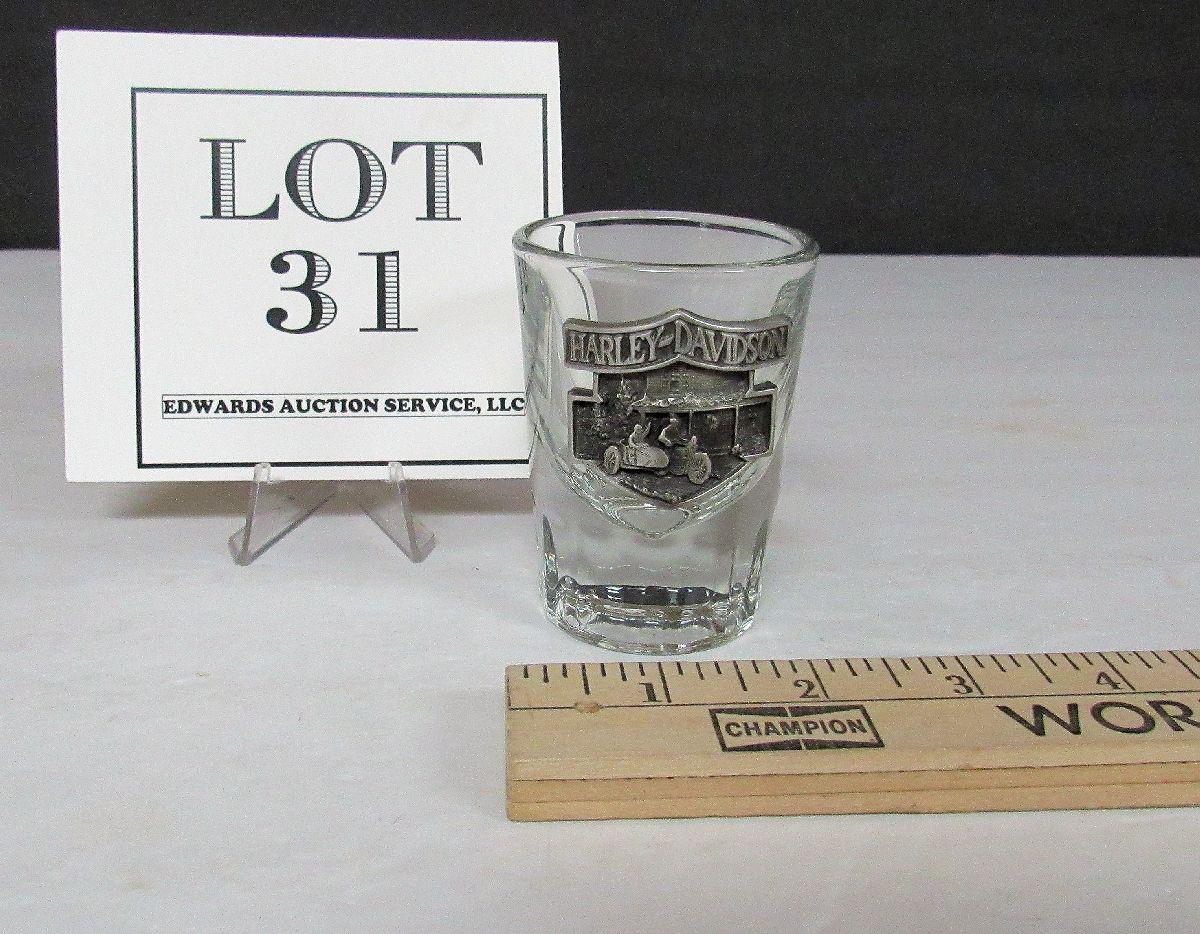 LOT
31
EDWARDS AUCTION SERVICE, LLC
HARLEY-DAVIDSON
1 2 3 4
CHAMPION
WOR